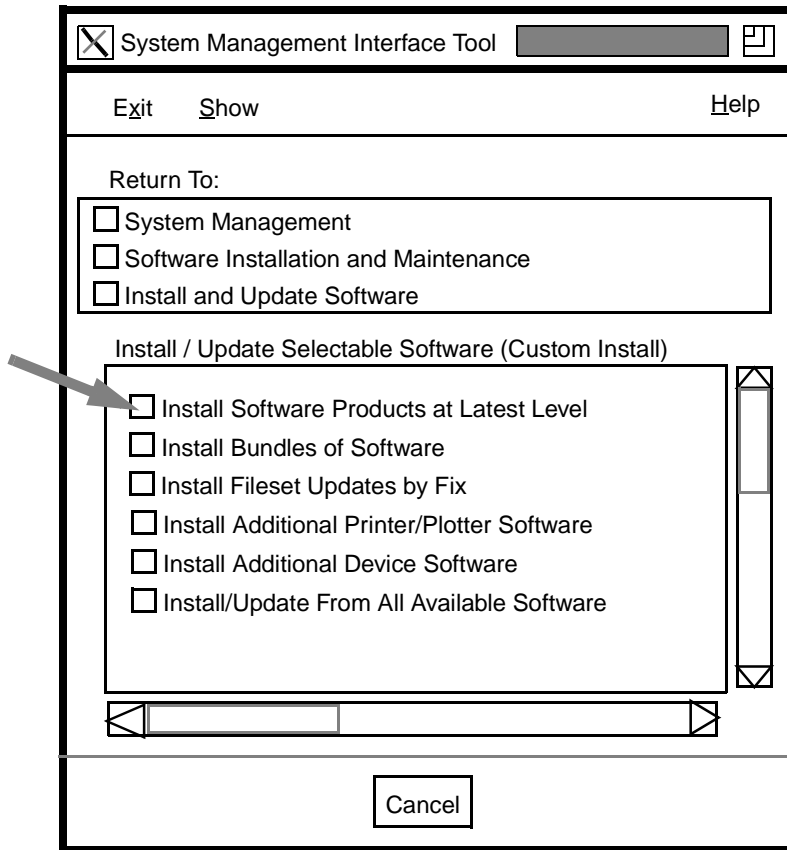 System Management Interface Tool
Exit Show Help
Return To:
System Management
Software Installation and Maintenance
Install and Update Software
Install / Update Selectable Software (Custom Install)
Install Software Products at Latest Level
Install Bundles of Software
Install Fileset Updates by Fix
Install Additional Printer/Plotter Software
Install Additional Device Software
Install/Update From All Available Software
Cancel